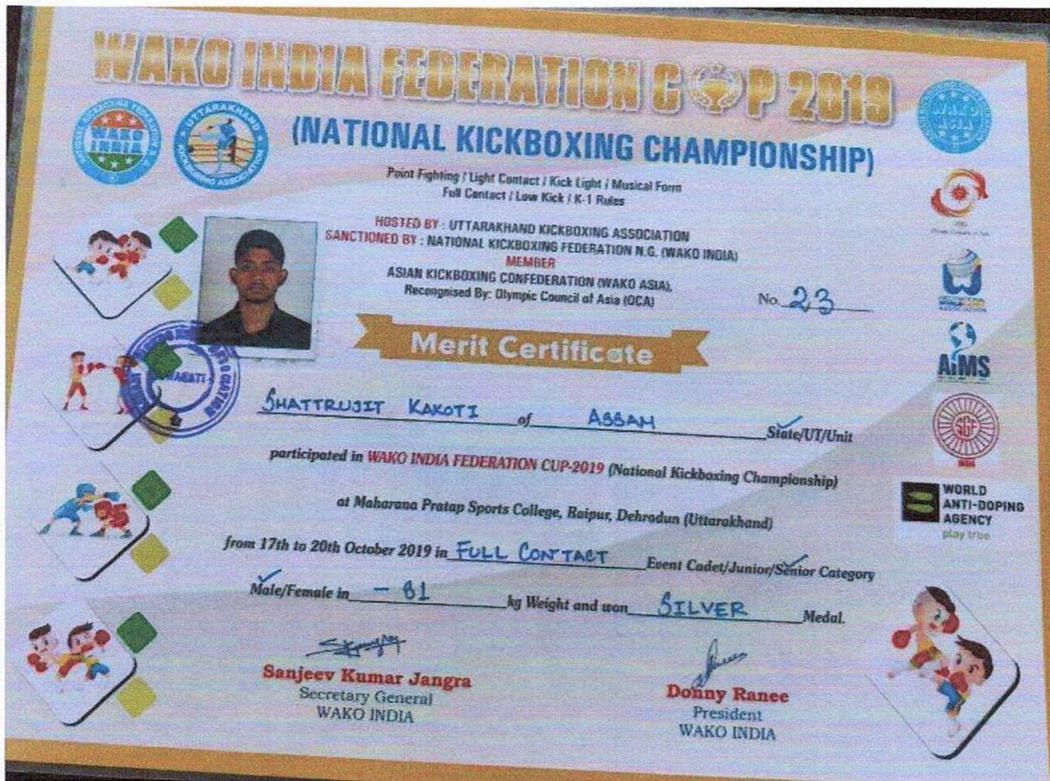 WAKO INDIA FEDERATION CUP 2019
(NATIONAL KICKBOXING CHAMPIONSHIP)
Point Fighting / Light Contact / Kick Light / Musical Form
Full Contact / Low Kick / K-1 Rules
HOSTED BY : UTTARAKHAND KICKBOXING ASSOCIATION
SANCTIONED BY : NATIONAL KICKBOXING FEDERATION N.G. (WAKO INDIA)
MEMBER
ASIAN KICKBOXING CONFEDERATION (WAKO ASIA),
Recongnised By: Olympic Council of Asia (OCA)
No. 23
Merit Certificate
SHATTRUJIT KAKOTI of ASSAM State/UT/Unit
participated in WAKO INDIA FEDERATION CUP-2019 (National Kickboxing Championship)
at Maharana Pratap Sports College, Raipur, Dehradun (Uttarakhand)
from 17th to 20th October 2019 in FULL CONTACT Event Cadet/Junior/Senior Category
Male/Female in - 81 kg Weight and won SILVER Medal.
Sanjeev Kumar Jangra
Secretary General
WAKO INDIA
Donny Ranee
President
WAKO INDIA
WAKO
INDIA
UTTARAKHAND
KICKBOXING ASSOCIATION
AIMS
SGF
INDIA
WORLD
ANTI-DOPING
AGENCY
play true